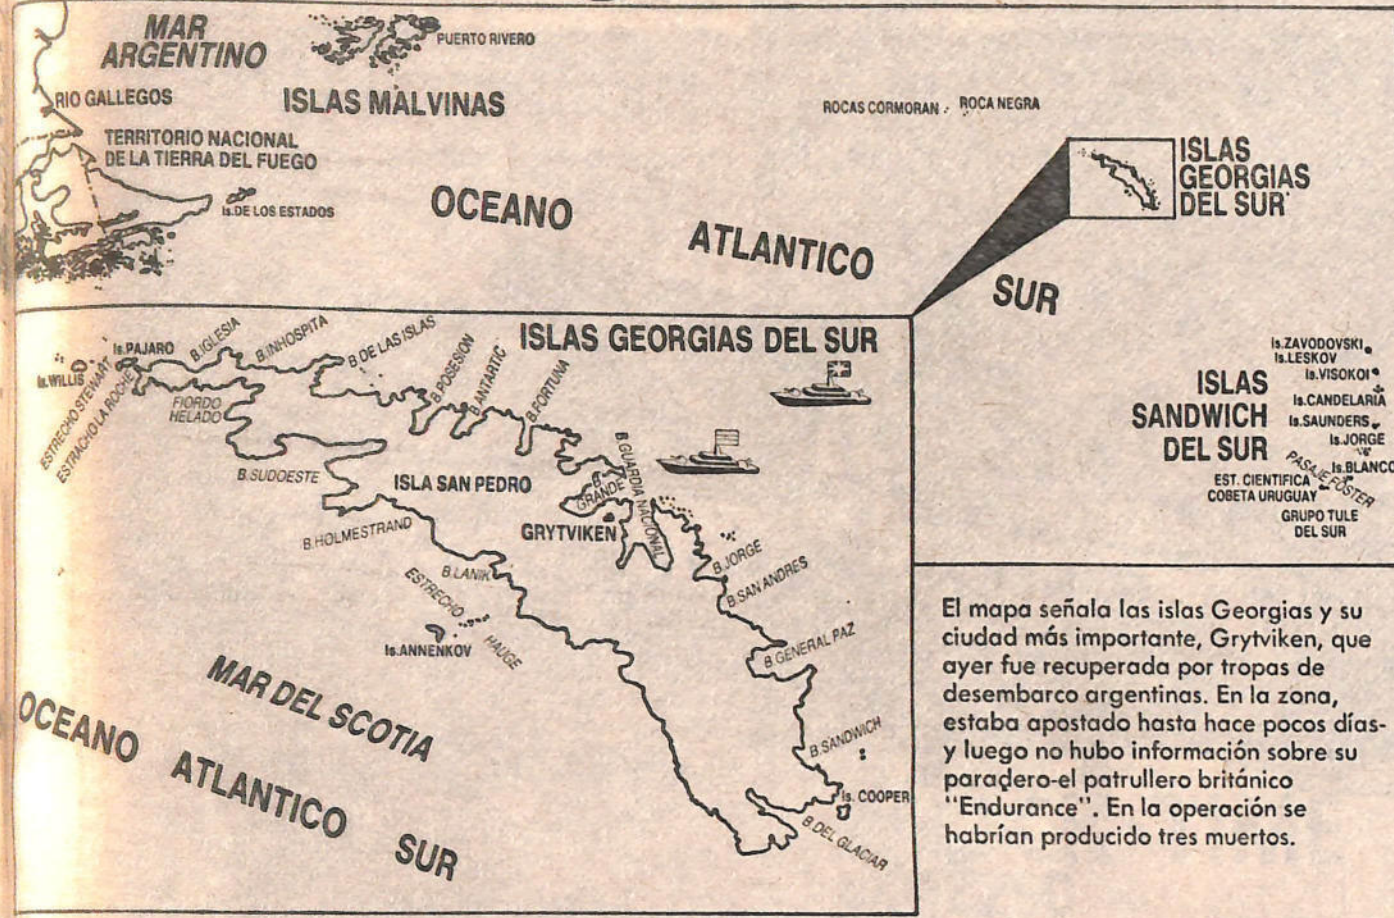 MAR
ARGENTINO
PUERTO RIVERO
RIO GALLEGOS
ISLAS MALVINAS
ROCAS CORMORAN
ROCA NEGRA
TERRITORIO NACIONAL
DE LA TIERRA DEL FUEGO
Is.DE LOS ESTADOS
OCEANO
ATLANTICO
SUR
ISLAS
GEORGIAS
DEL SUR
Is.ZAVODOVSKI
Is.LESKOV
Is.VISOKOI
Is.CANDELARIA
Is.SAUNDERS
Is.JORGE
Is.BLANCO
ISLAS
SANDWICH
DEL SUR
PASAJE FOSTER
EST. CIENTIFICA
COBETA URUGUAY
GRUPO TULE
DEL SUR
ISLAS GEORGIAS DEL SUR
Is.WILLIS
Is.PAJARO
B.IGLESIA
B.INHOSPITA
B.DE LAS ISLAS
B.POSESION
B.ANTARTIC
B.FORTUNA
ESTRECHO STEWART
ESTRACHO LA ROCHE
FIORDO
HELADO
B.SUDOESTE
ISLA SAN PEDRO
B.
GRANDE
B.GUARDIA NACIONAL
GRYTVIKEN
B.HOLMESTRAND
B.LANIK
B.JORGE
B.SAN ANDRES
ESTRECHO
HAUGE
Is.ANNENKOV
B.GENERAL PAZ
MAR DEL SCOTIA
B.SANDWICH
Is. COOPER
B.DEL GLACIAR
OCEANO
ATLANTICO
SUR
El mapa señala las islas Georgias y su
ciudad más importante, Grytviken, que
ayer fue recuperada por tropas de
desembarco argentinas. En la zona,
estaba apostado hasta hace pocos días-
y luego no hubo información sobre su
paradero-el patrullero británico
"Endurance". En la operación se
habrían producido tres muertos.